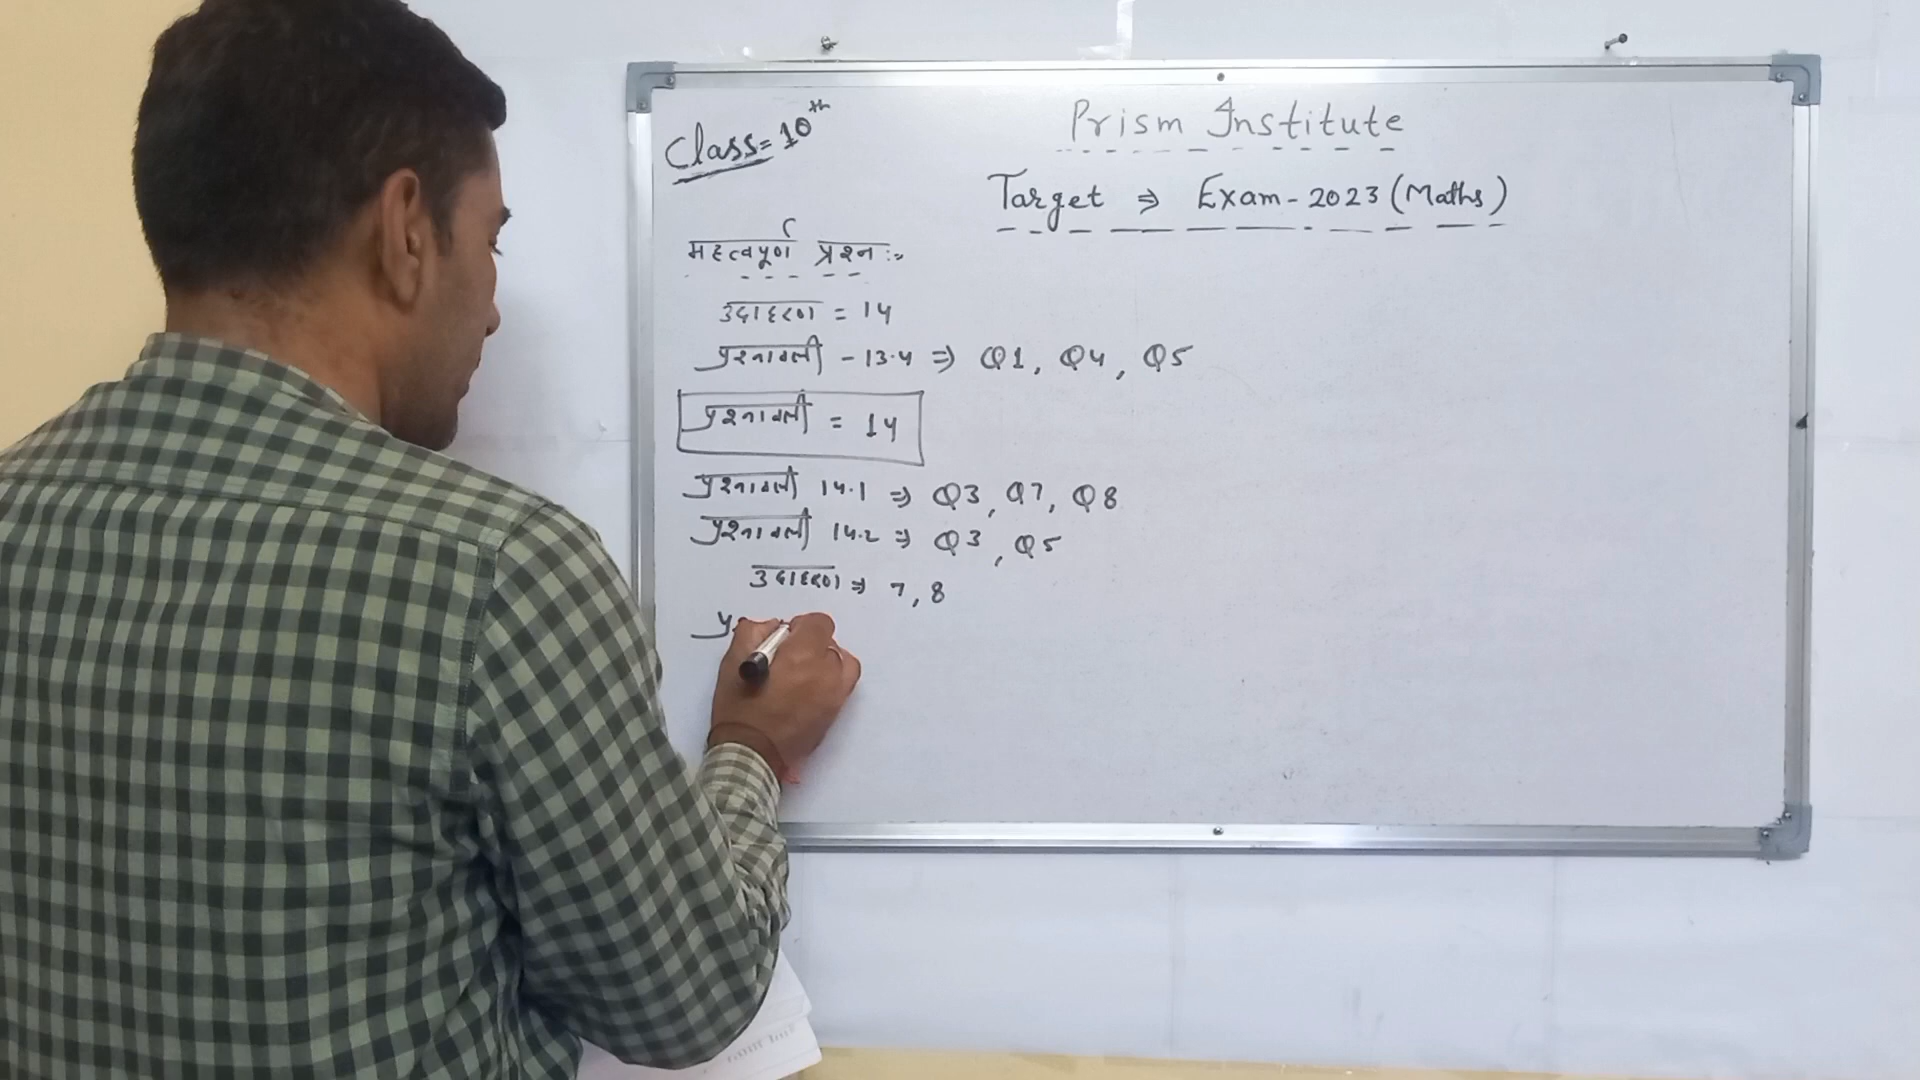 Class = 10th
Prism Institute
Target ⇒ Exam - 2023 (Maths)
महत्वपूर्ण प्रश्न :-
उदाहरण = 14
प्रश्नावली - 13.4 ⇒ Q1, Q4, Q5
प्रश्नावली = 14
प्रश्नावली 14.1 ⇒ Q3, Q7, Q8
प्रश्नावली 14.2 ⇒ Q3, Q5
उदाहरण ⇒ 7, 8